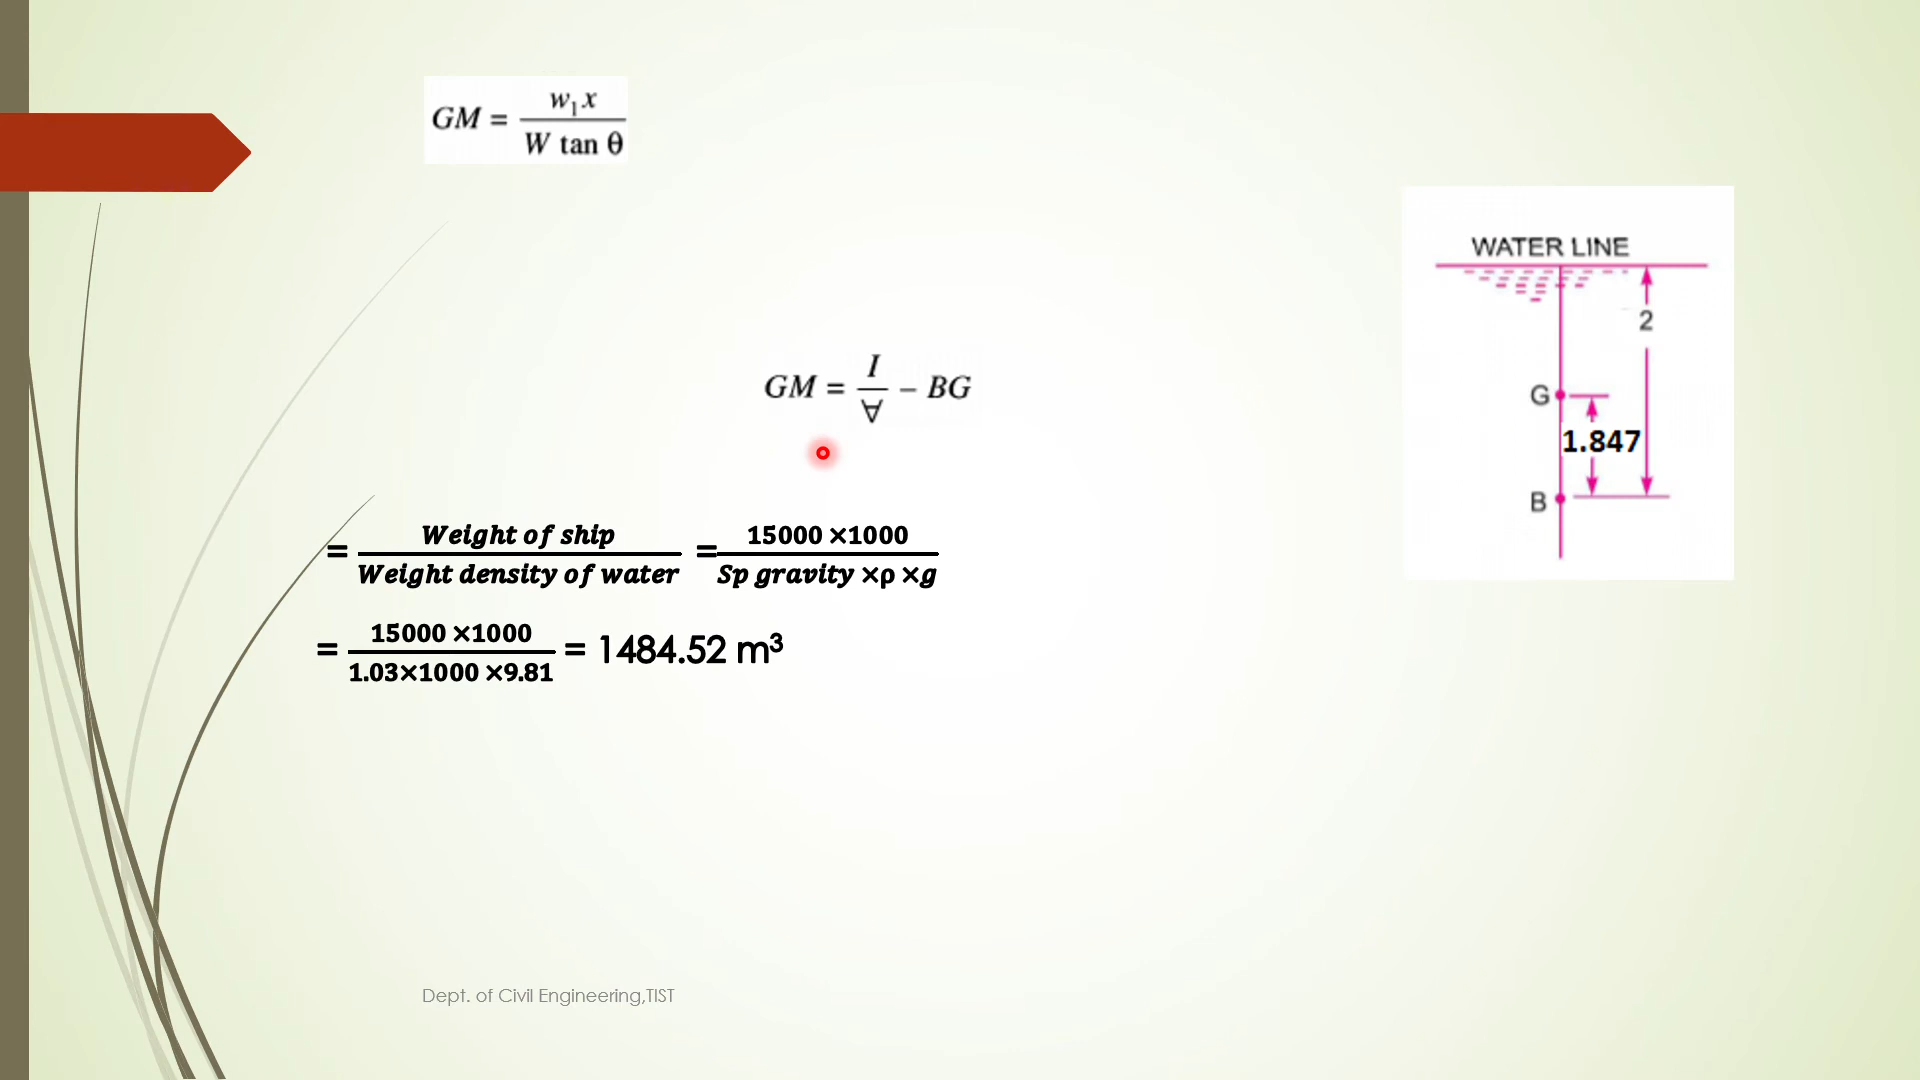 GM = w₁x / W tan θ
GM = I / ∀ – BG
= Weight of ship / Weight density of water = 15000 ×1000 / Sp gravity ×ρ ×g
= 15000 ×1000 / 1.03×1000 ×9.81 = 1484.52 m³
WATER LINE
2
G
1.847
B
Dept. of Civil Engineering,TIST